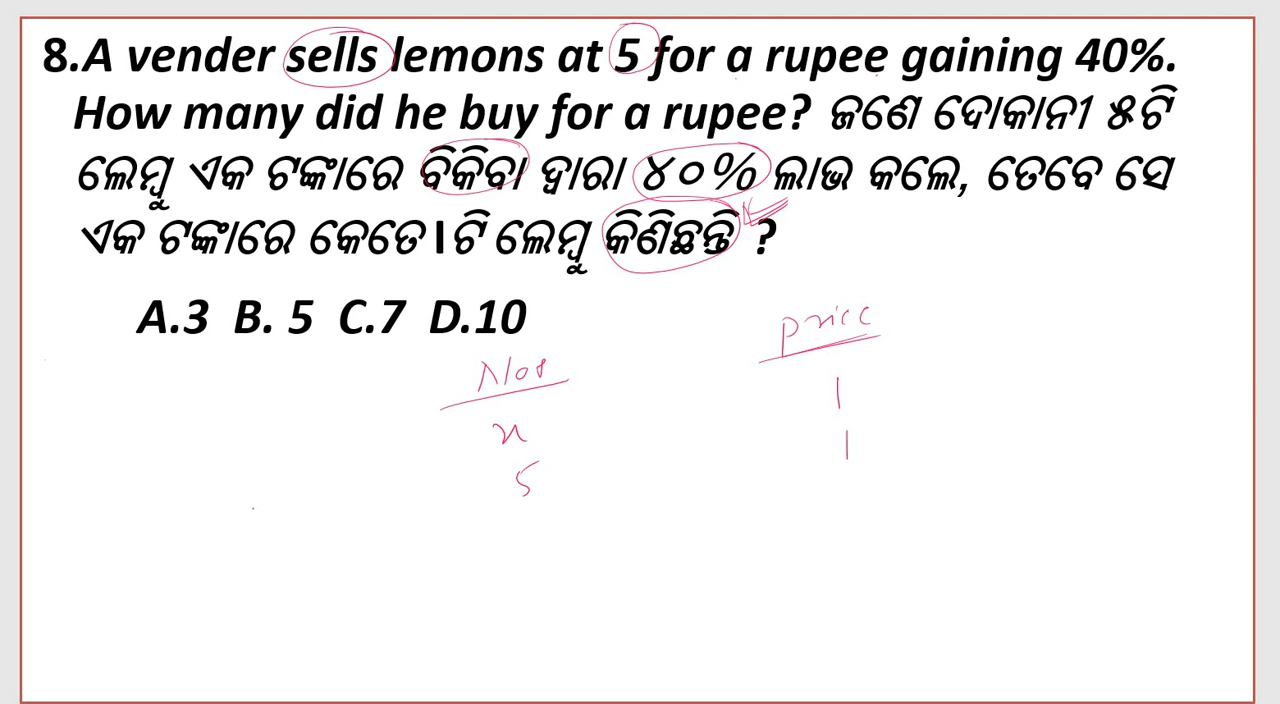 8.A vender sells lemons at 5 for a rupee gaining 40%.
How many did he buy for a rupee? ଜଣେ ଦୋକାନୀ ୫ଟି
ଲେମ୍ବୁ ଏକ ଟଙ୍କାରେ ବିକିବା ଦ୍ୱାରା ୪୦% ଲାଭ କଲେ, ତେବେ ସେ
ଏକ ଟଙ୍କାରେ କେତେ।ଟି ଲେମ୍ବୁ କିଣିଛନ୍ତି ?
A.3 B. 5 C.7 D.10
Nos price
x 1
5 1